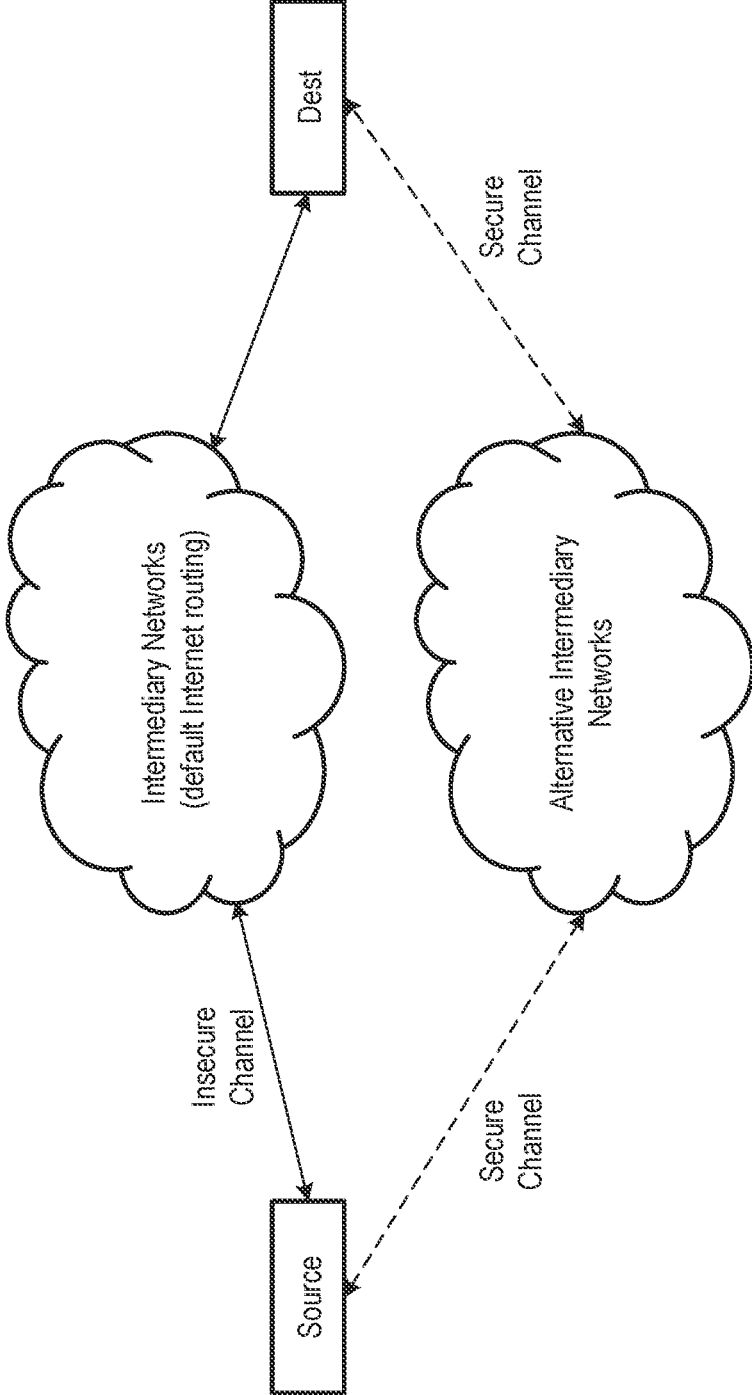 Source
Insecure
Channel
Intermediary Networks
(default Internet routing)
Dest
Secure
Channel
Alternative Intermediary
Networks
Secure
Channel